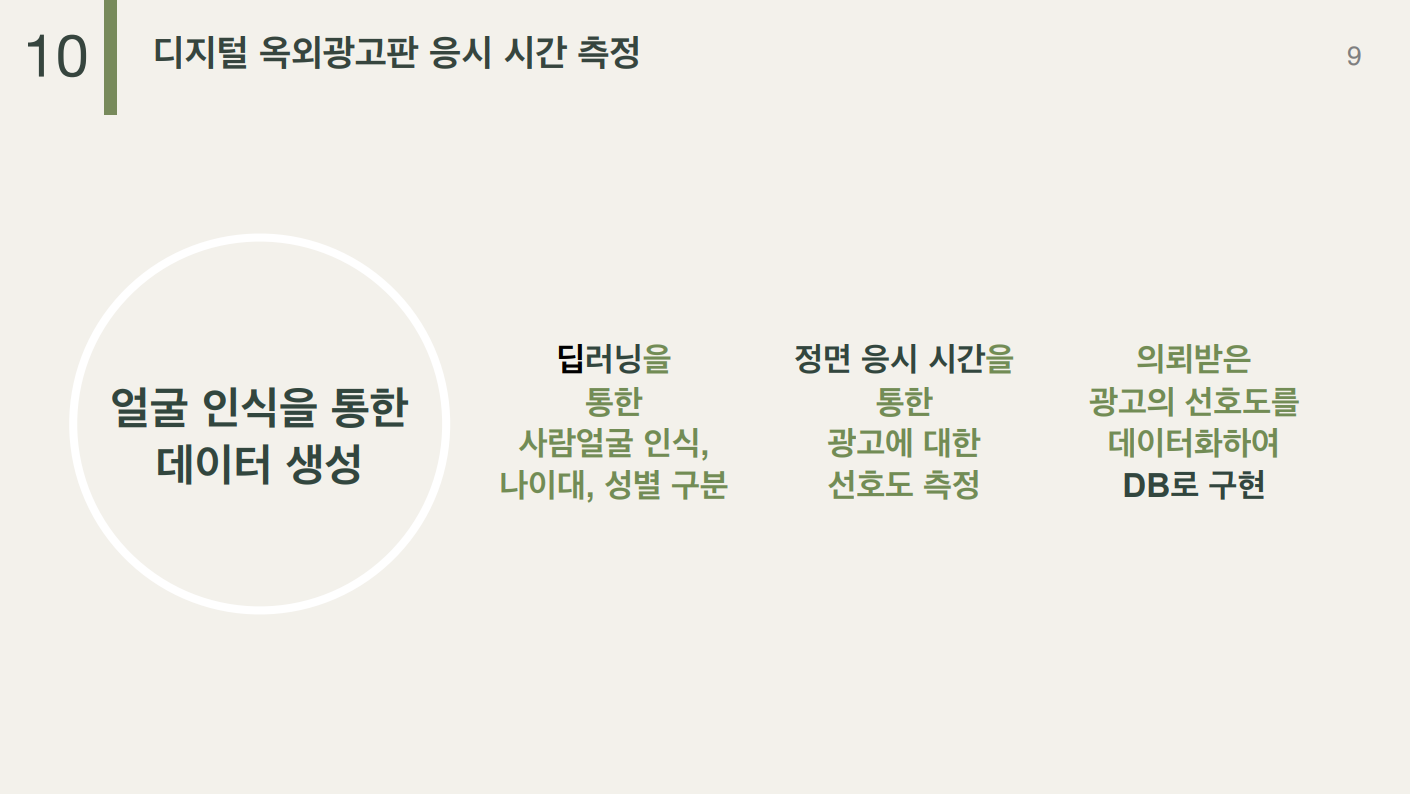 10
디지털 옥외광고판 응시 시간 측정
9
얼굴 인식을 통한
데이터 생성
딥러닝을
통한
사람얼굴 인식,
나이대, 성별 구분
정면 응시 시간을
통한
광고에 대한
선호도 측정
의뢰받은
광고의 선호도를
데이터화하여
DB로 구현